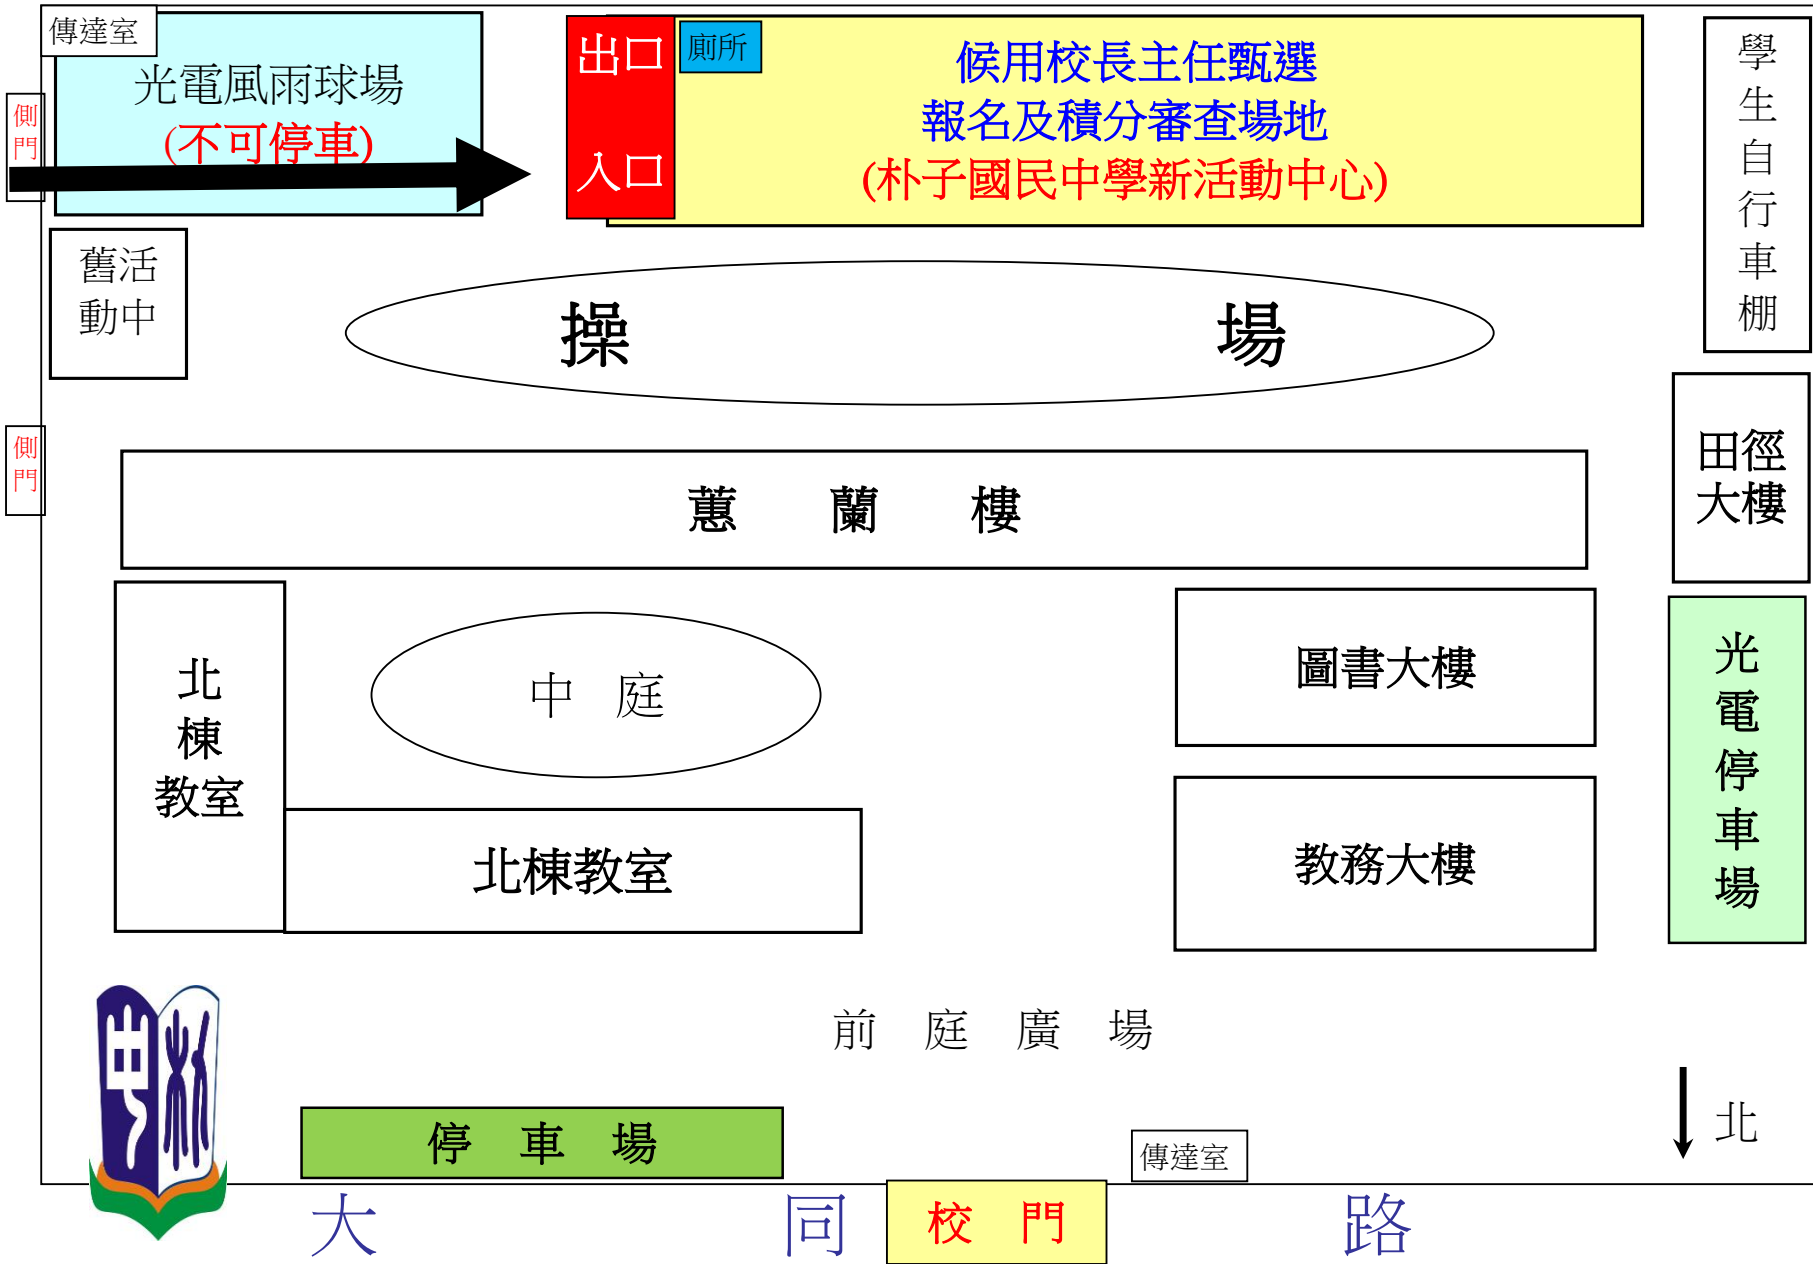 傳達室
光電風雨球場
(不可停車)
側門
出口
入口
廁所
候用校長主任甄選
報名及積分審查場地
(朴子國民中學新活動中心)
學生自行車棚
舊活
動中
操 場
側門
蕙 蘭 樓
田徑
大樓
北
棟
教室
中 庭
圖書大樓
光電停車場
北棟教室
教務大樓
前 庭 廣 場
停 車 場
傳達室
北
大 同 路
校 門